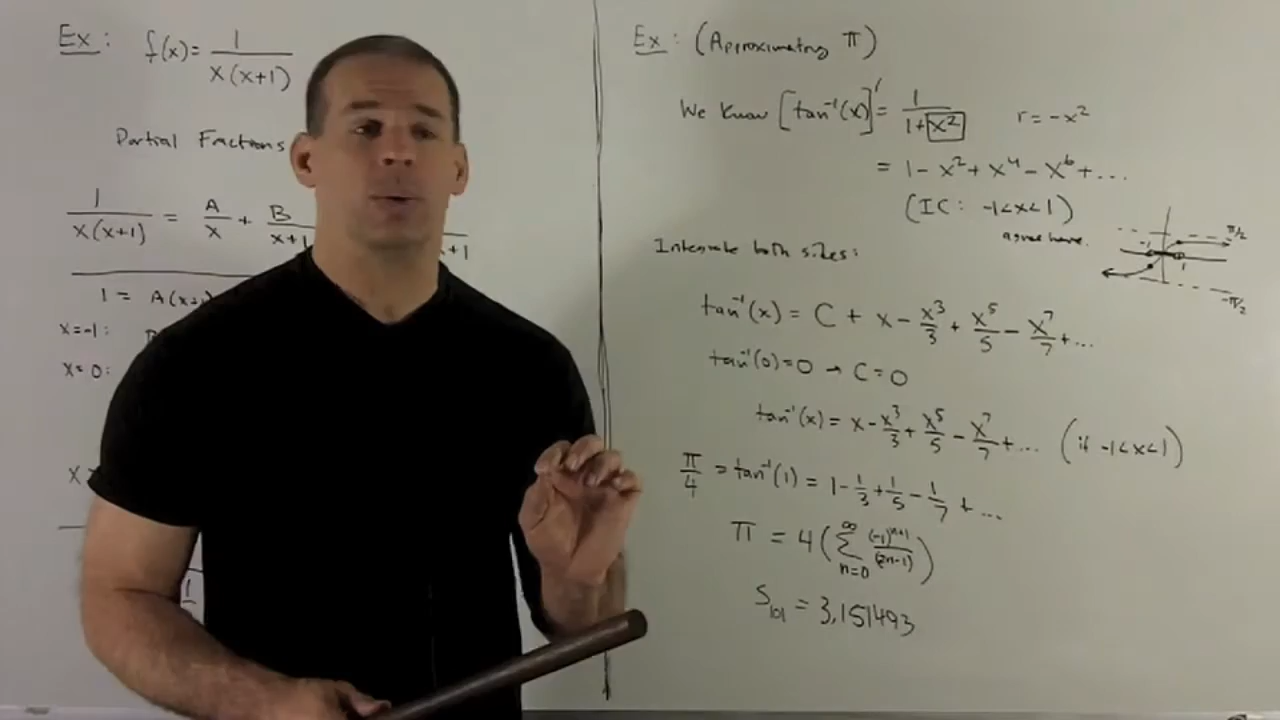 Ex: f(x) = 1/(x(x+1))
Partial Fractions
1/(x(x+1)) = A/x + B/(x+1)
x+1
1 = A(x+
x=-1:
x=0:
Ex: (Approximating π)
We Know [tan⁻¹(x)]' = 1/(1+x²) r = -x²
= 1 - x² + x⁴ - x⁶ + ...
(IC: -1<x<1)
agree here.
π/2
-1
1
-π/2
Integrate both sides:
tan⁻¹(x) = C + x - x³/3 + x⁵/5 - x⁷/7 + ...
tan⁻¹(0) = 0 → C = 0
tan⁻¹(x) = x - x³/3 + x⁵/5 - x⁷/7 + ... (if -1<x<1)
π/4 = tan⁻¹(1) = 1 - 1/3 + 1/5 - 1/7 + ...
π = 4 ( ∑_{n=0}^{∞} (-1)^{n+1}/(2n-1) )
S₁₀₁ = 3.151493